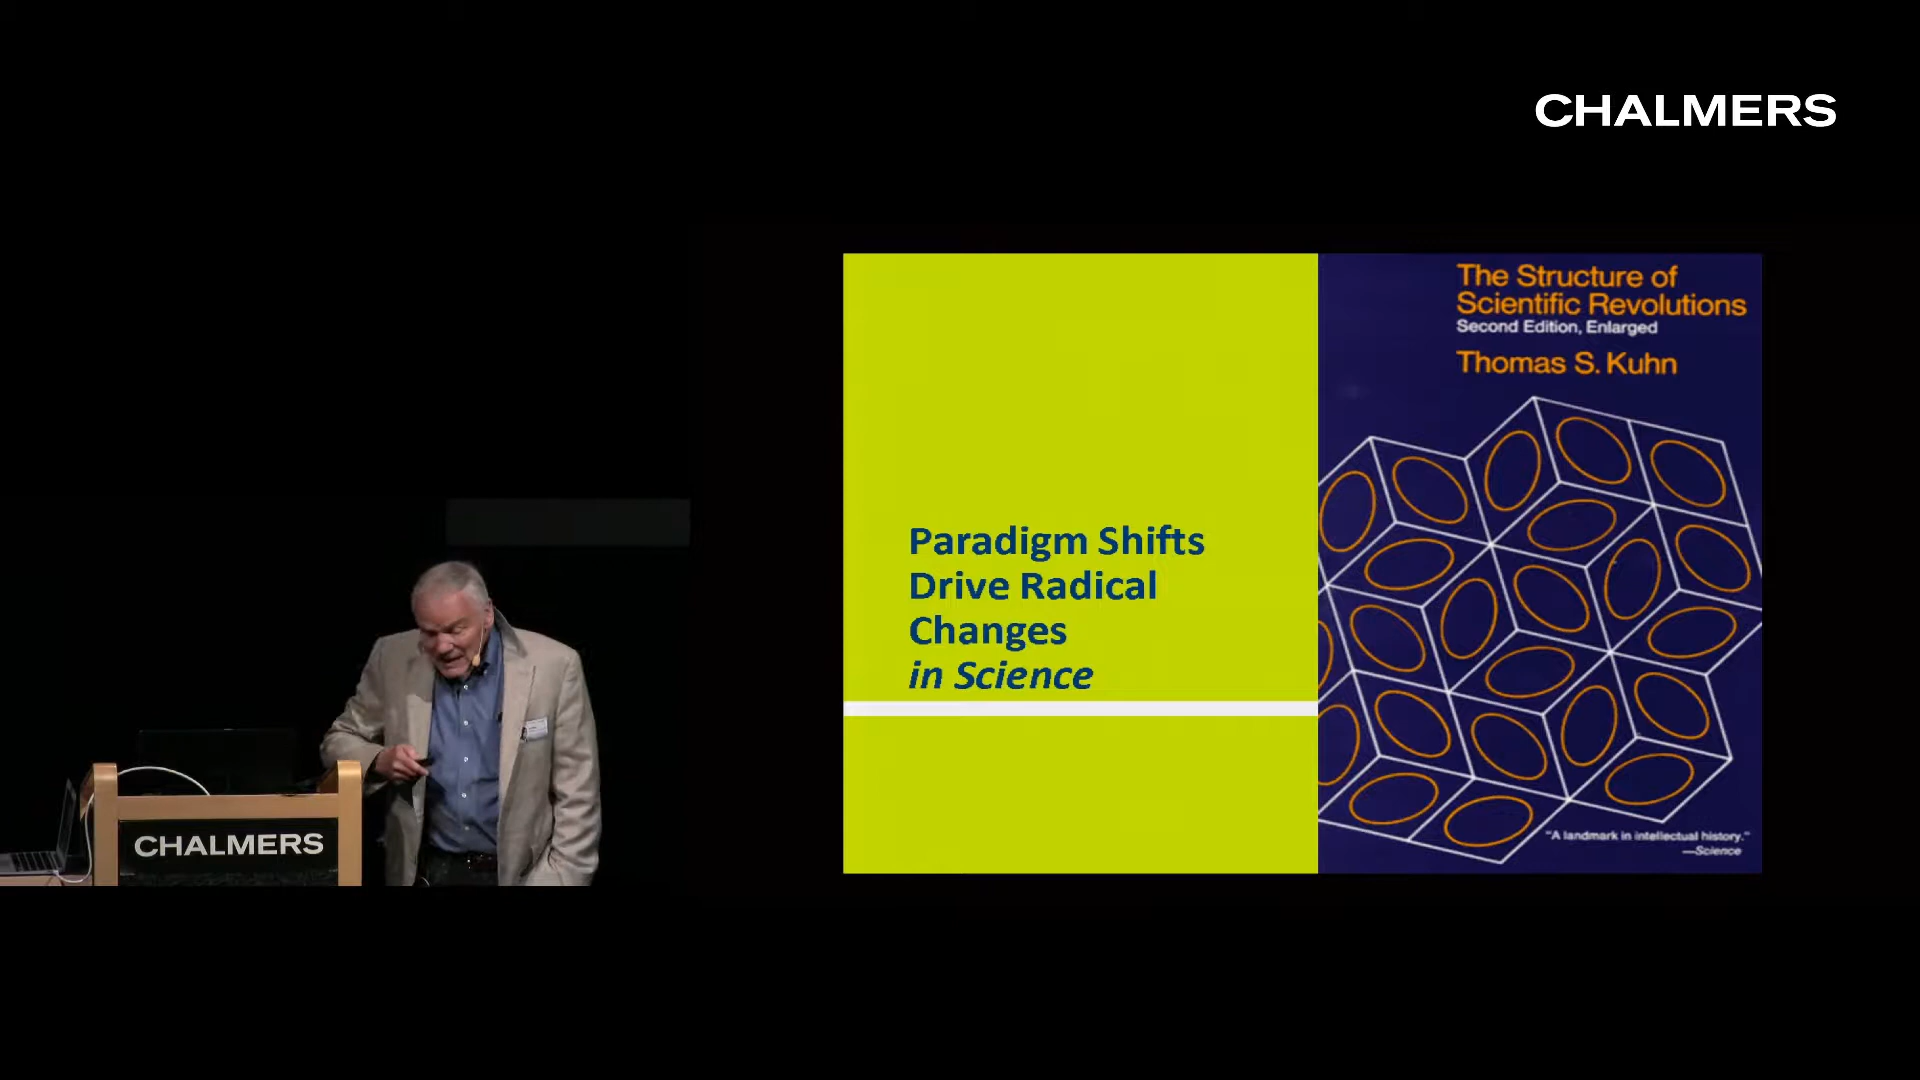 CHALMERS
The Structure of
Scientific Revolutions
Second Edition, Enlarged
Thomas S. Kuhn
Paradigm Shifts
Drive Radical
Changes
in Science
"A landmark in intellectual history."
—Science
CHALMERS